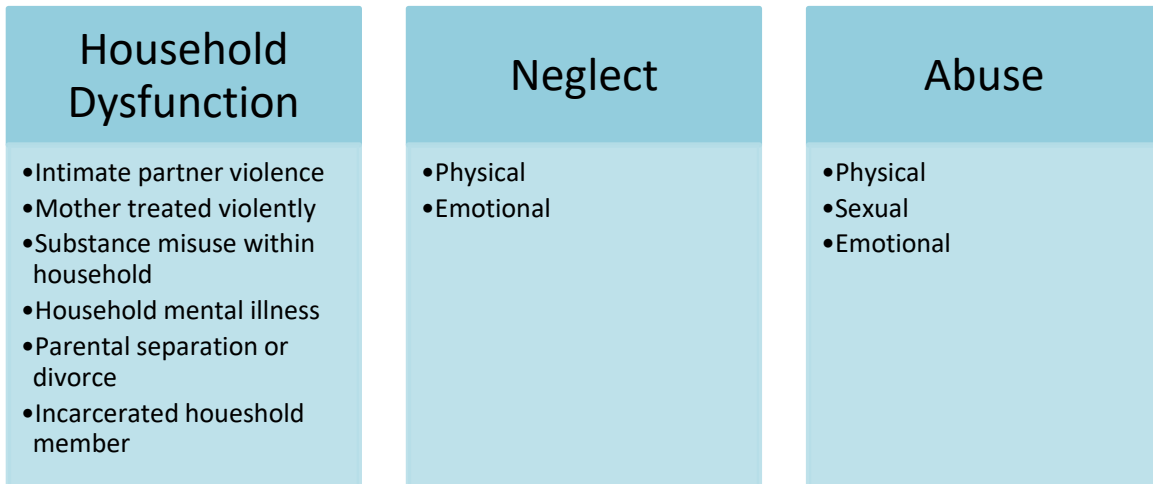 Household
Dysfunction
•Intimate partner violence
•Mother treated violently
•Substance misuse within
household
•Household mental illness
•Parental separation or
divorce
•Incarcerated houeshold
member
Neglect
•Physical
•Emotional
Abuse
•Physical
•Sexual
•Emotional